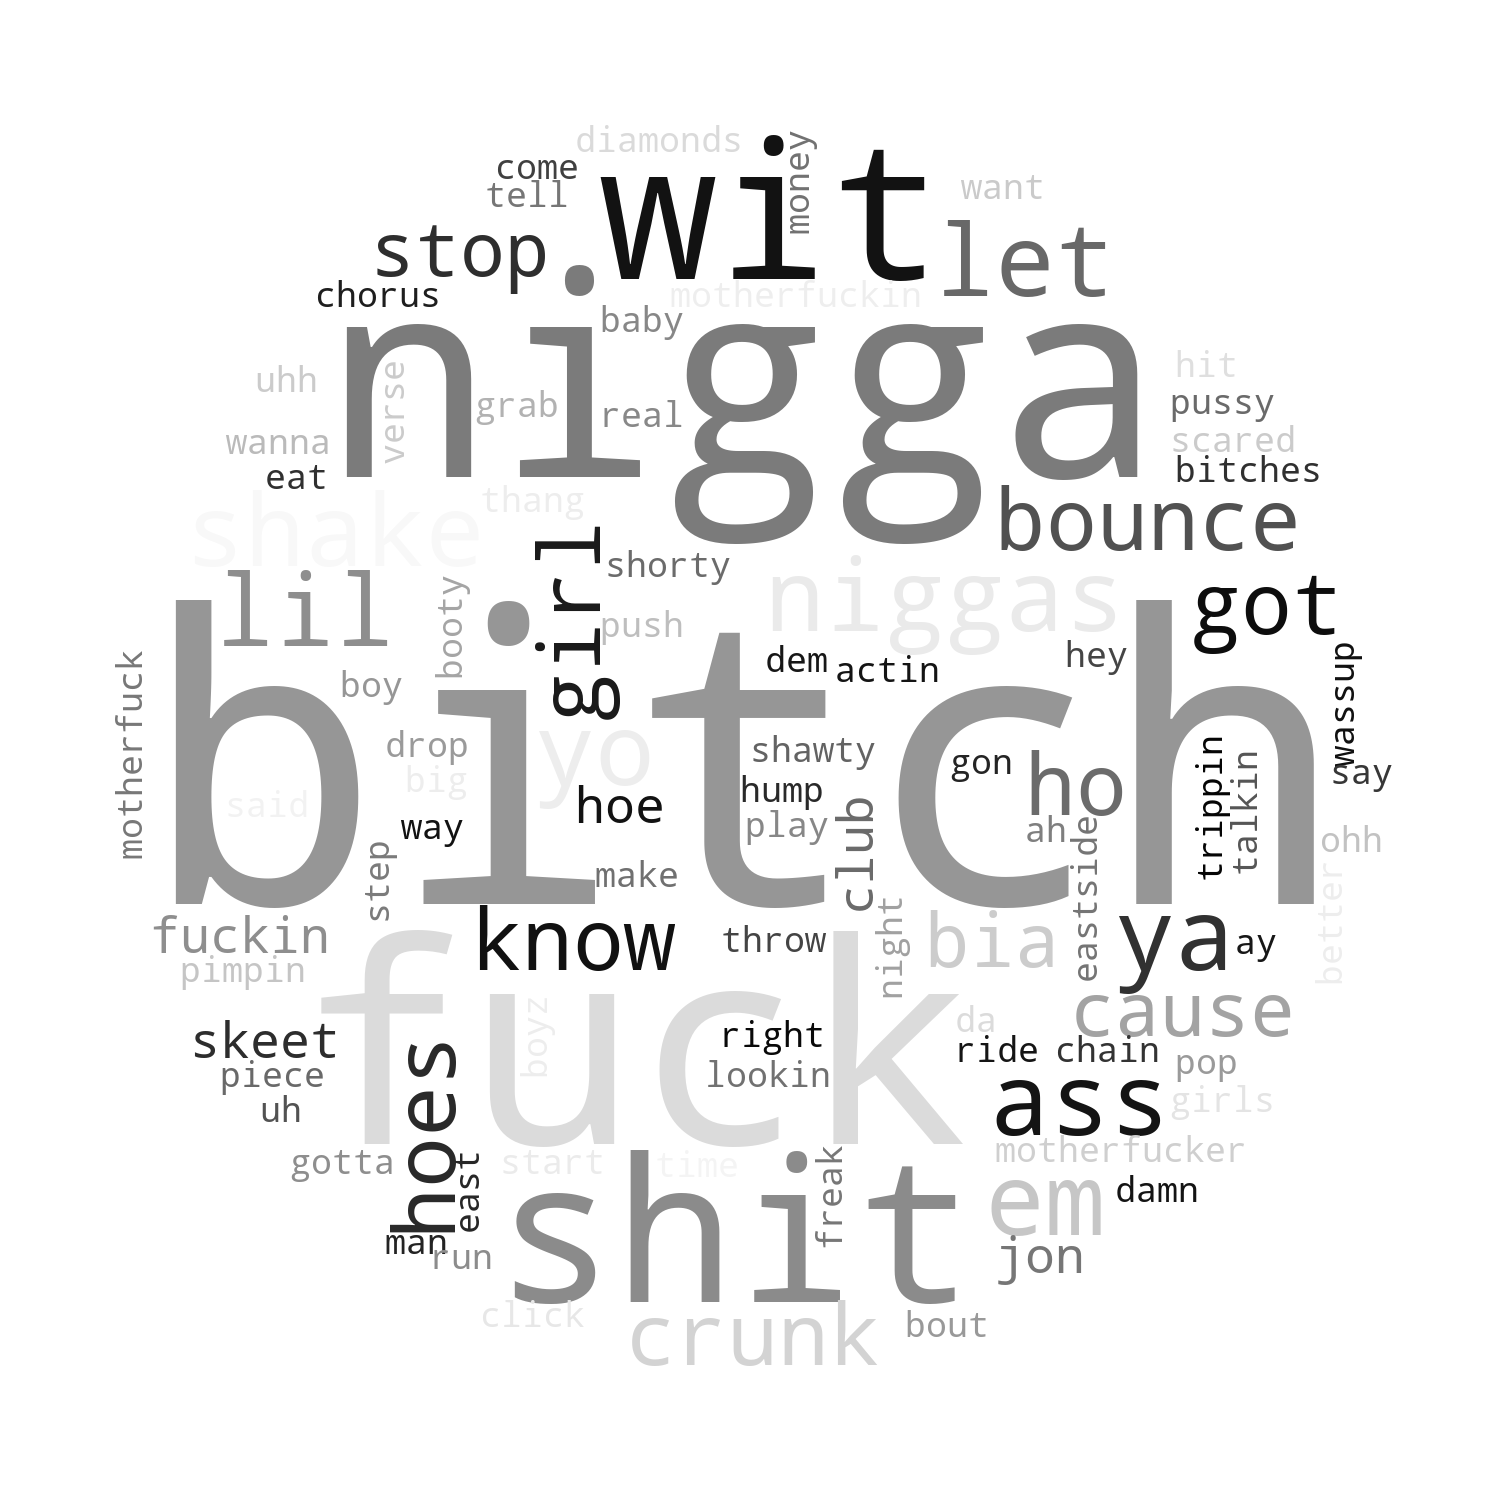 diamonds
come
tell
wit
money
want
stop
let
chorus
motherfuckin
nigga
baby
uhh
verse
grab
real
hit
pussy
wanna
scared
eat
bitches
shake
thang
bounce
girl
shorty
niggas
got
lil
booty
push
bitch
motherfuck
boy
dem
actin
hey
wassup
drop
yo
shawty
gon
ho
trippin
talkin
say
big
said
hoe
hump
play
club
way
ah
eastside
ohh
step
make
better
fuckin
know
throw
night
bia
ya
ay
pimpin
fuck
cause
skeet
boyz
right
da
ride
chain
piece
lookin
pop
uh
hoes
ass
girls
gotta
east
start
time
freak
motherfucker
em
damn
shit
man
run
jon
click
crunk
bout